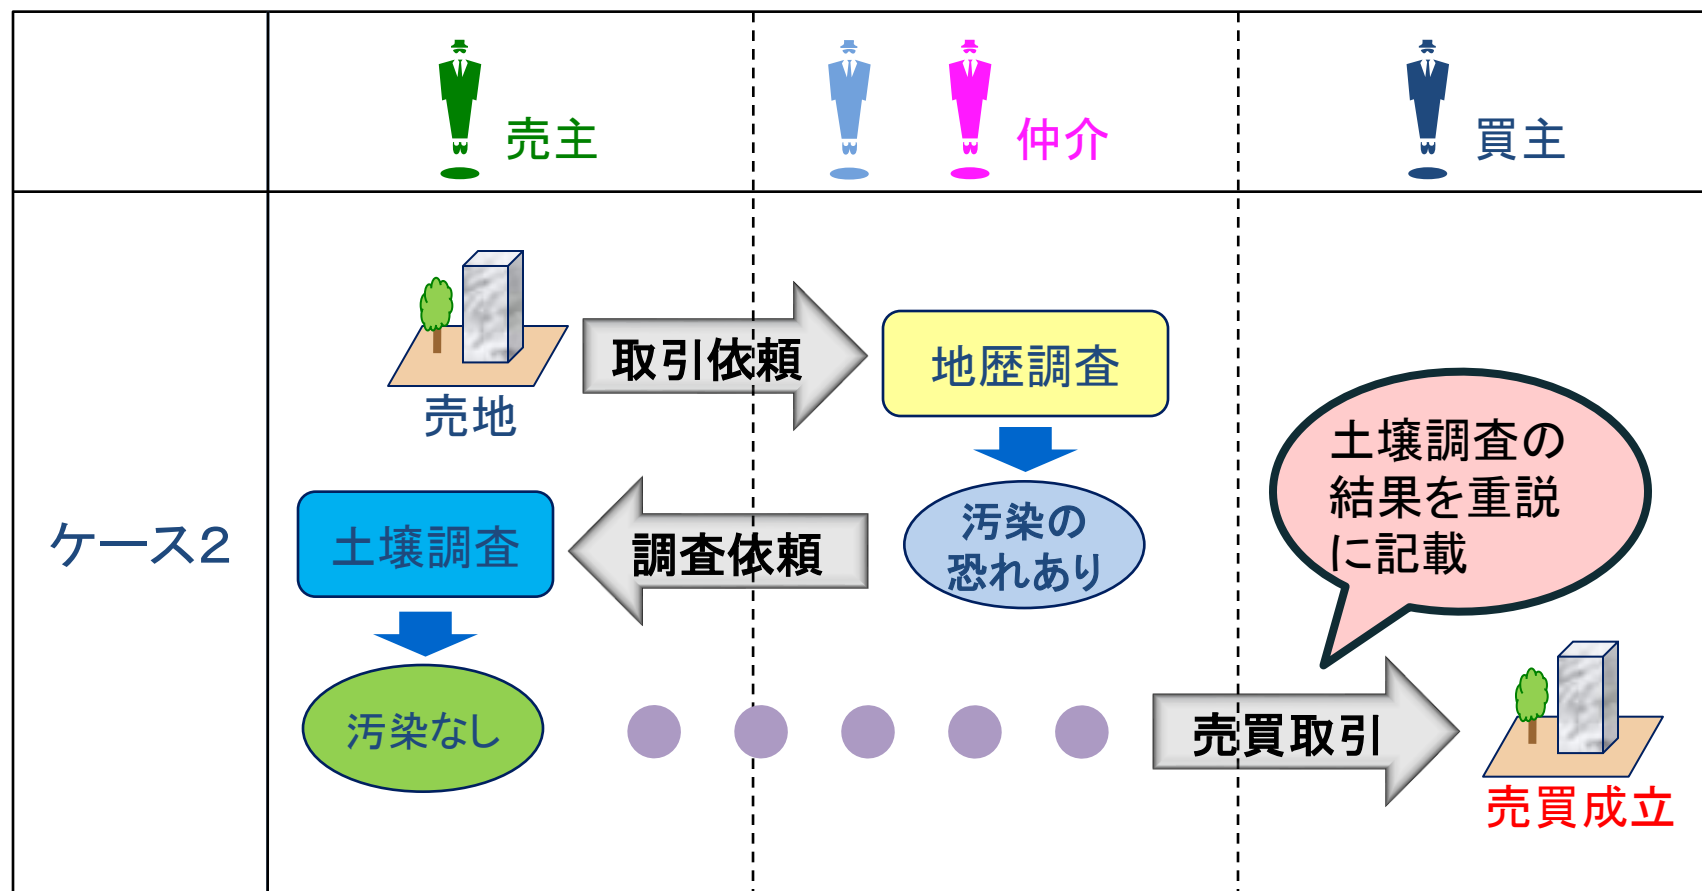 売主
仲介
買主
ケース2
売地
取引依頼
地歴調査
汚染の
恐れあり
調査依頼
土壌調査
汚染なし
土壌調査の
結果を重説
に記載
売買取引
売買成立